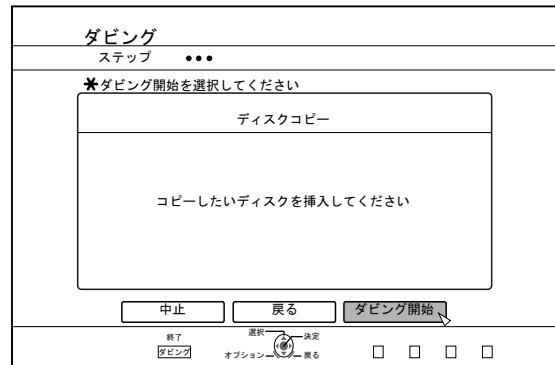 ダビング
ステップ ●●●
✱ダビング開始を選択してください
ディスクコピー
コピーしたいディスクを挿入してください
中止 戻る ダビング開始
終了 選択 決定
ダビング オプション 戻る